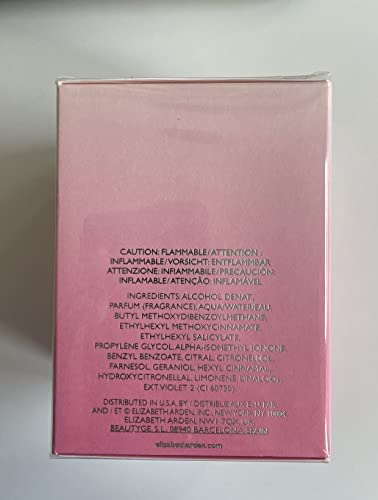 CAUTION: FLAMMABLE/ATTENTION :
INFLAMMABLE/VORSICHT: ENTFLAMMBAR
ATTENZIONE: INFIAMMABILE/PRECAUCIÓN:
INFLAMABLE/ATENÇÃO: INFLAMÁVEL
INGREDIENTS: ALCOHOL DENAT.,
PARFUM (FRAGRANCE), AQUA/WATER/EAU,
BUTYL METHOXYDIBENZOYLMETHANE,
ETHYLHEXYL METHOXYCINNAMATE,
ETHYLHEXYL SALICYLATE,
PROPYLENE GLYCOL, ALPHA-ISOMETHYL IONONE,
BENZYL BENZOATE, CITRAL, CITRONELLOL,
FARNESOL, GERANIOL, HEXYL CINNAMAL,
HYDROXYCITRONELLAL, LIMONENE, LINALOOL,
EXT. VIOLET 2 (CI 60730).
DISTRIBUTED IN U.S.A. BY / DISTRIBUÉ AUX É.-U. PAR
AND / ET © ELIZABETH ARDEN, INC., NEW YORK, NY 10003,
ELIZABETH ARDEN, NW1 7QX UK,
BEAUTYGE, S.L. 08940 BARCELONA, SPAIN
elizabetharden.com